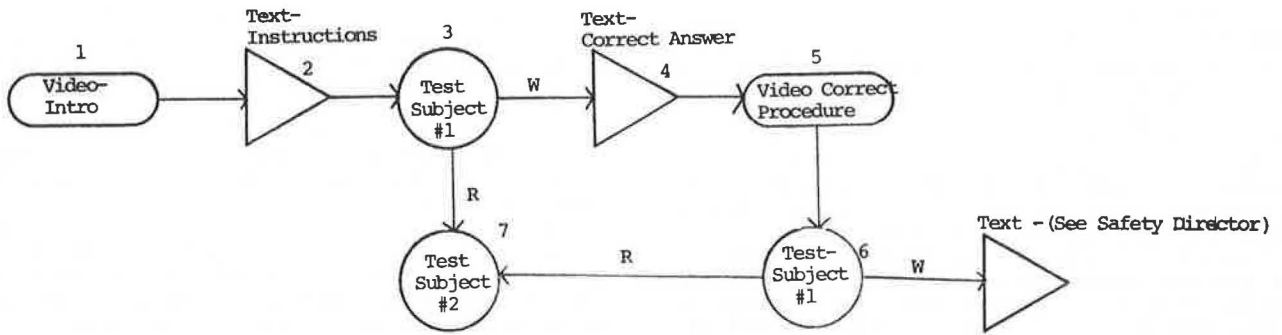 1
Video-
Intro
Text-
Instructions
2
3
Test
Subject
#1
W
Text-
Correct Answer
4
5
Video Correct
Procedure
R
7
Test
Subject
#2
R
Test-
Subject
#1
6
W
Text -(See Safety Director)